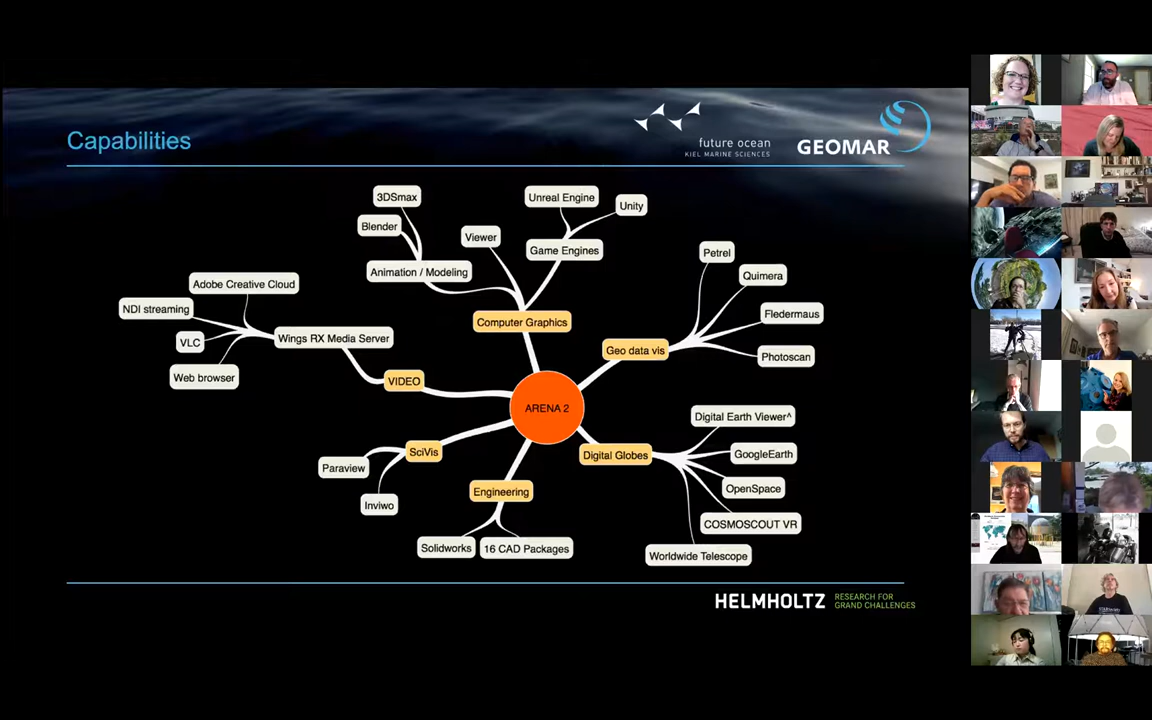 Capabilities
future ocean
KIEL MARINE SCIENCES
GEOMAR
3DSmax
Unreal Engine
Unity
Blender
Viewer
Game Engines
Petrel
Animation / Modeling
Quimera
Adobe Creative Cloud
NDI streaming
Fledermaus
Computer Graphics
Wings RX Media Server
VLC
Geo data vis
Photoscan
Web browser
VIDEO
ARENA 2
Digital Earth Viewer^
SciVis
Digital Globes
GoogleEarth
Paraview
Engineering
OpenSpace
Inviwo
COSMOSCOUT VR
Solidworks
16 CAD Packages
Worldwide Telescope
HELMHOLTZ
RESEARCH FOR
GRAND CHALLENGES